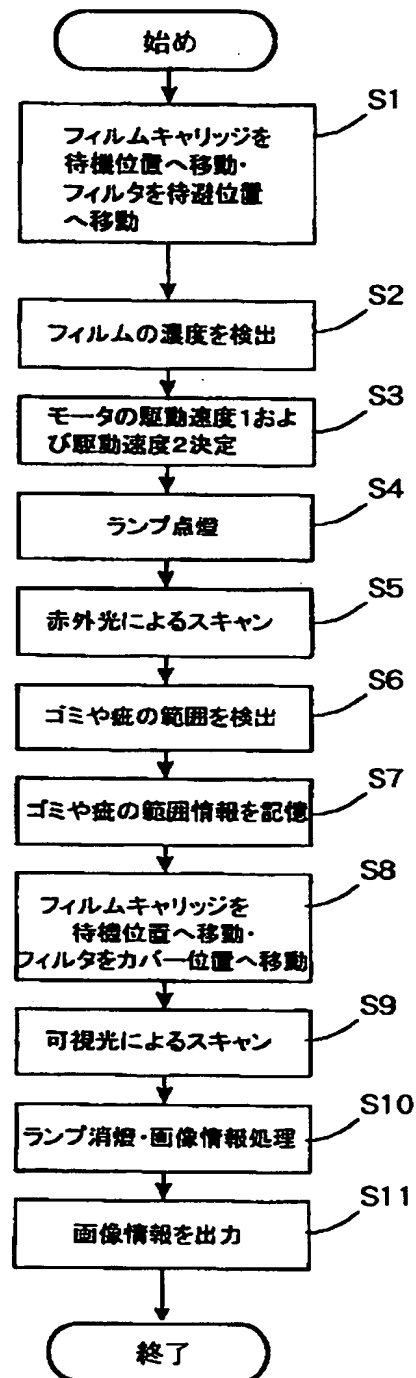 始め
S1
フィルムキャリッジを
待機位置へ移動・
フィルタを待避位置
へ移動
S2
フィルムの濃度を検出
S3
モータの駆動速度1およ
び駆動速度2決定
S4
ランプ点燈
S5
赤外光によるスキャン
S6
ゴミや疵の範囲を検出
S7
ゴミや疵の範囲情報を記憶
S8
フィルムキャリッジを
待機位置へ移動・
フィルタをカバー位置へ移動
S9
可視光によるスキャン
S10
ランプ消燈・画像情報処理
S11
画像情報を出力
終了